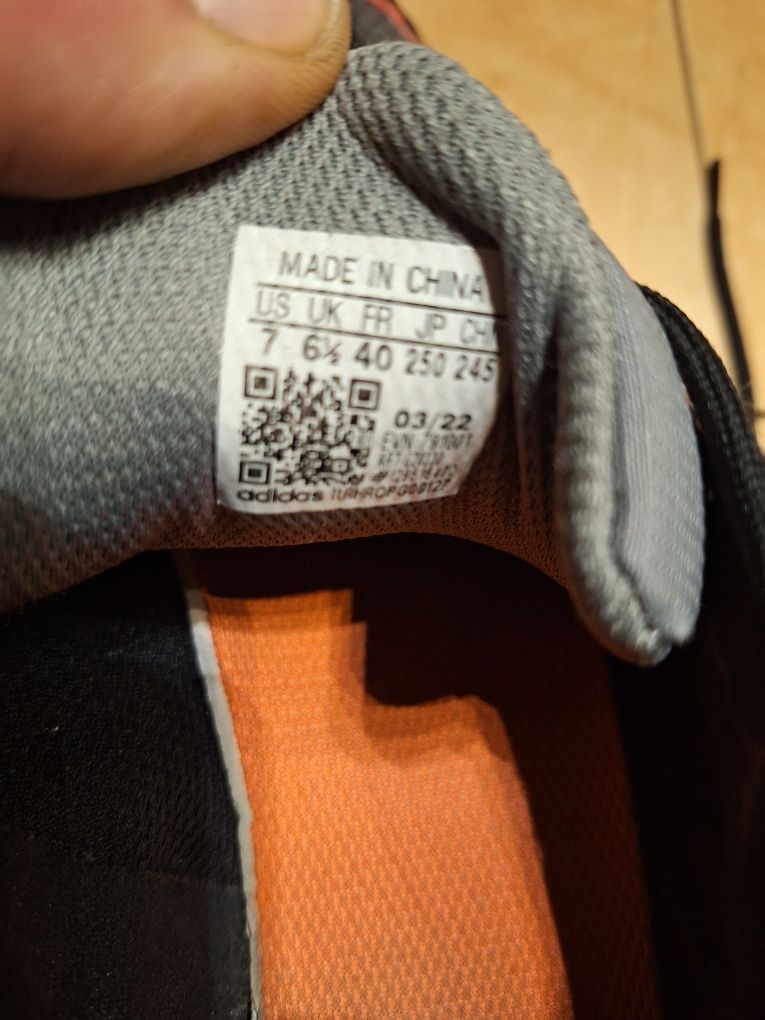 MADE IN CHINA
US UK FR JP CHN
7 6½ 40 250 245
03/22
adidas